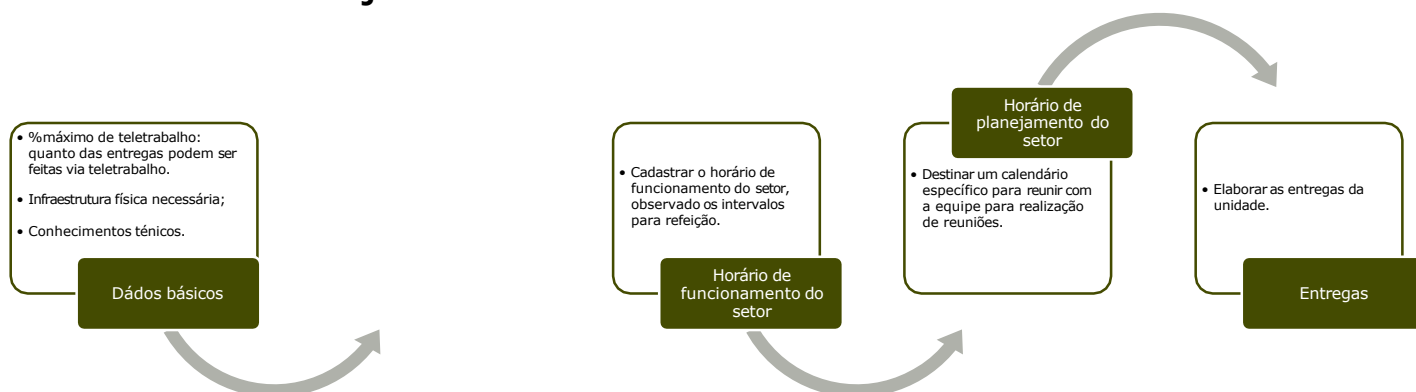 • %máximo de teletrabalho:
quanto das entregas podem ser
feitas via teletrabalho.
• Infraestrutura física necessária;
• Conhecimentos ténicos.
Dádos básicos
• Cadastrar o horário de
funcionamento do setor,
observado os intervalos
para refeição.
Horário de
funcionamento do
setor
Horário de
planejamento do
setor
• Destinar um calendário
específico para reunir com
a equipe para realização
de reuniões.
• Elaborar as entregas da
unidade.
Entregas